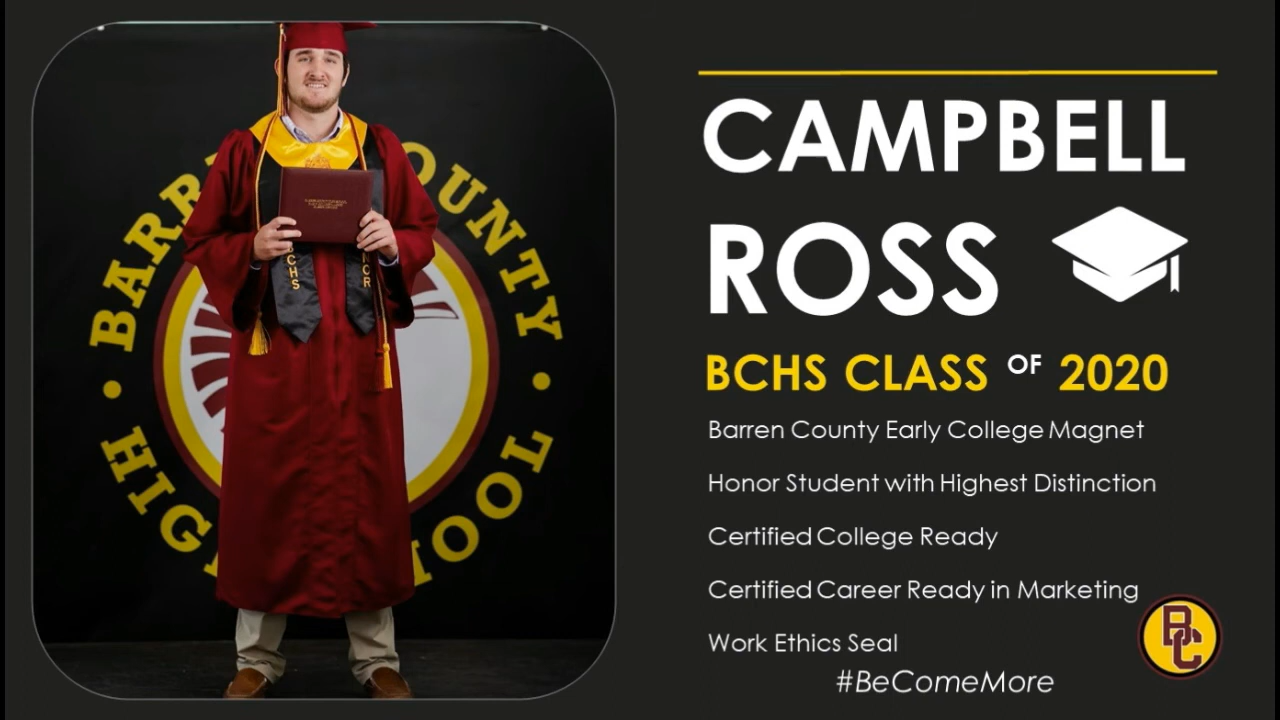 BARREN COUNTY
HIGH SCHOOL
BCHS
CAMPBELL
ROSS
BCHS CLASS OF 2020
Barren County Early College Magnet
Honor Student with Highest Distinction
Certified College Ready
Certified Career Ready in Marketing
Work Ethics Seal
#BeComeMore
BC